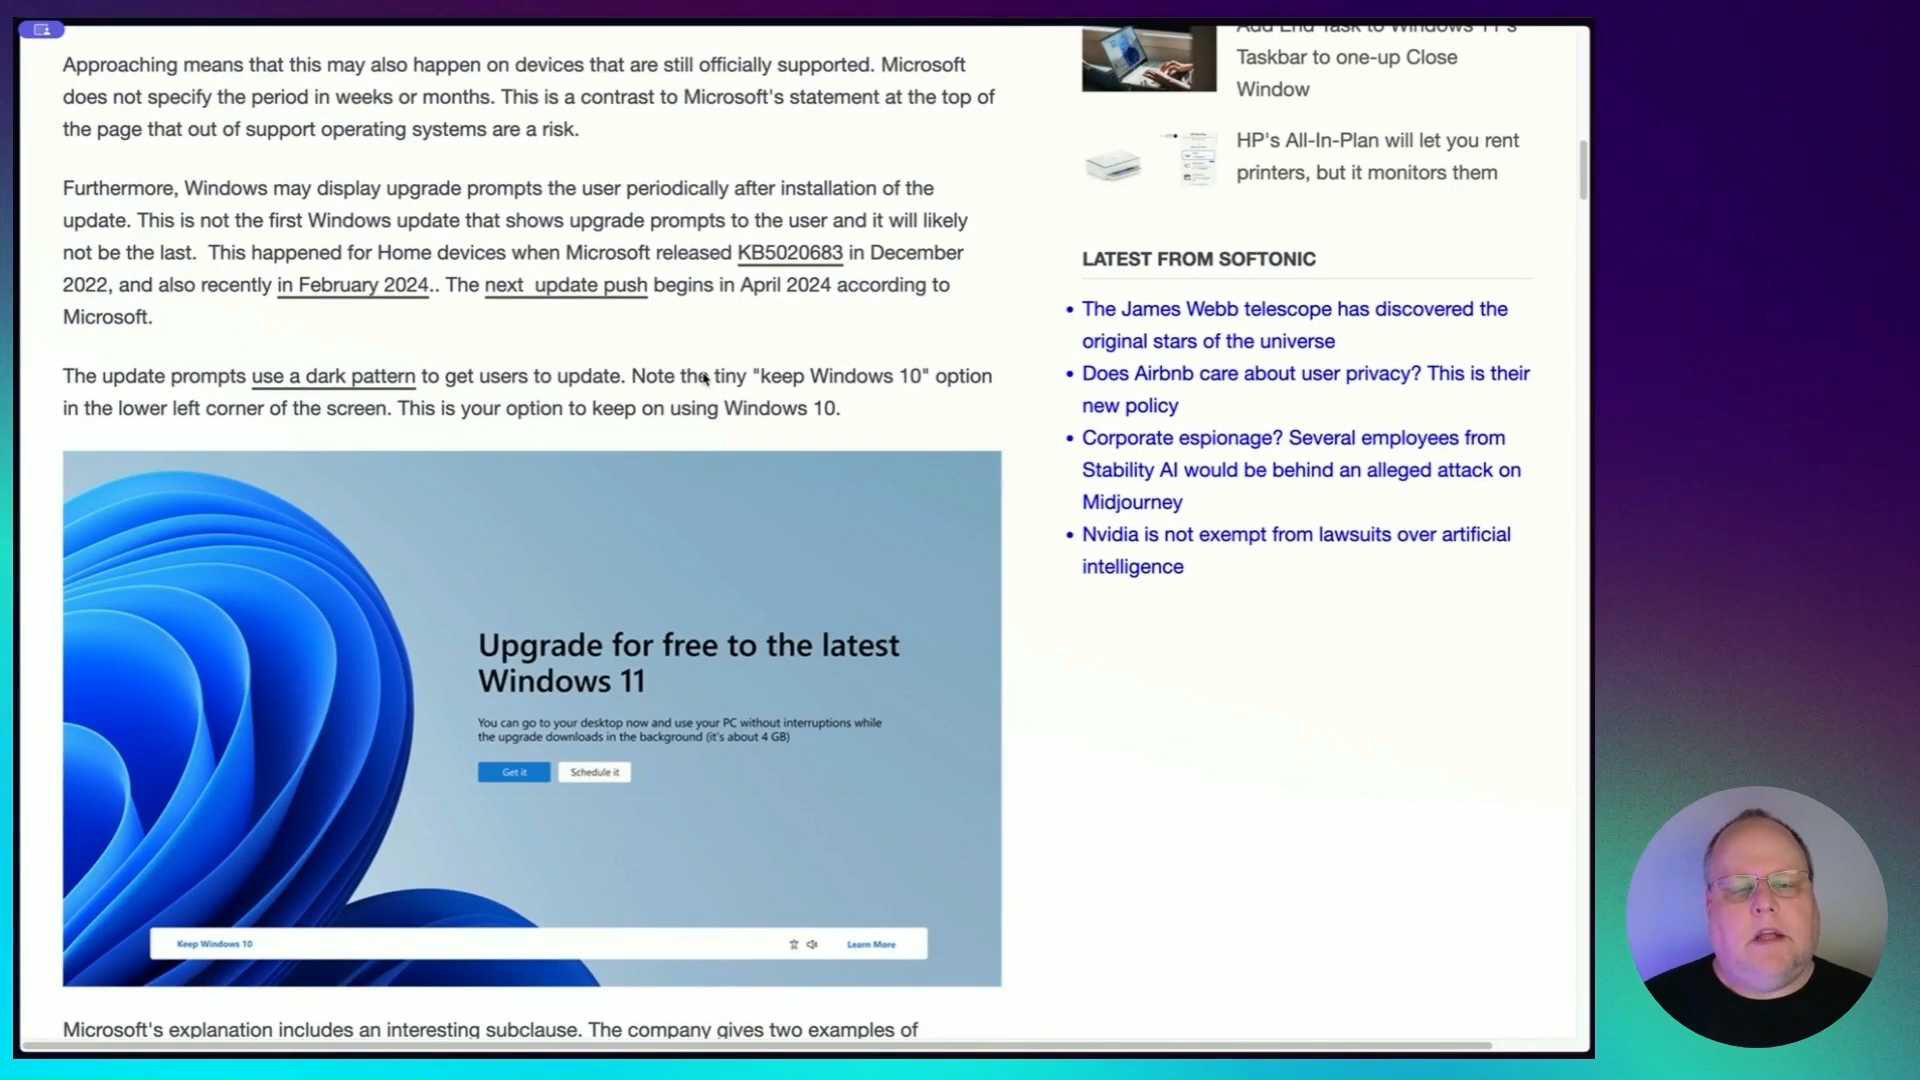 Approaching means that this may also happen on devices that are still officially supported. Microsoft
does not specify the period in weeks or months. This is a contrast to Microsoft's statement at the top of
the page that out of support operating systems are a risk.
Furthermore, Windows may display upgrade prompts the user periodically after installation of the
update. This is not the first Windows update that shows upgrade prompts to the user and it will likely
not be the last.  This happened for Home devices when Microsoft released KB5020683 in December
2022, and also recently in February 2024.. The next  update push begins in April 2024 according to
Microsoft.
The update prompts use a dark pattern to get users to update. Note the tiny "keep Windows 10" option
in the lower left corner of the screen. This is your option to keep on using Windows 10.
Upgrade for free to the latest
Windows 11
You can go to your desktop now and use your PC without interruptions while
the upgrade downloads in the background (it's about 4 GB)
Get it
Schedule it
Keep Windows 10
Learn More
Microsoft's explanation includes an interesting subclause. The company gives two examples of
Add End Task to Windows 11's
Taskbar to one-up Close
Window
HP's All-In-Plan will let you rent
printers, but it monitors them
LATEST FROM SOFTONIC
• The James Webb telescope has discovered the
original stars of the universe
• Does Airbnb care about user privacy? This is their
new policy
• Corporate espionage? Several employees from
Stability AI would be behind an alleged attack on
Midjourney
• Nvidia is not exempt from lawsuits over artificial
intelligence